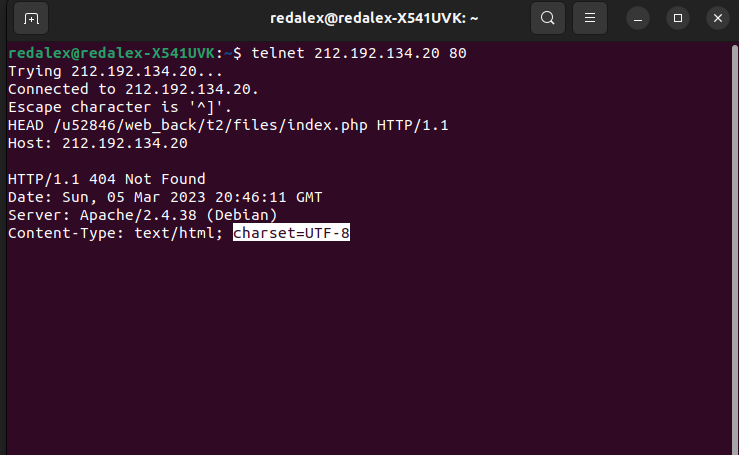 redalex@redalex-X541UVK: ~
redalex@redalex-X541UVK:~$ telnet 212.192.134.20 80
Trying 212.192.134.20...
Connected to 212.192.134.20.
Escape character is '^]'.
HEAD /u52846/web_back/t2/files/index.php HTTP/1.1
Host: 212.192.134.20
HTTP/1.1 404 Not Found
Date: Sun, 05 Mar 2023 20:46:11 GMT
Server: Apache/2.4.38 (Debian)
Content-Type: text/html; charset=UTF-8